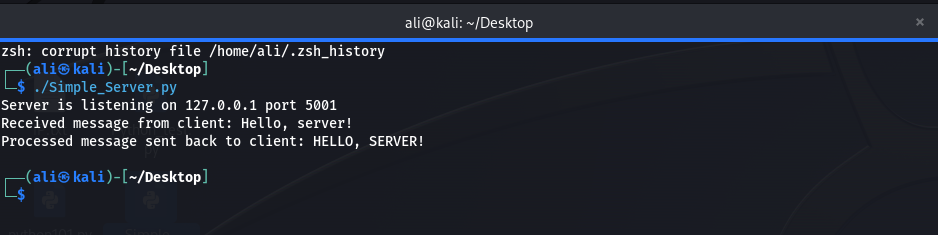 ali@kali: ~/Desktop
zsh: corrupt history file /home/ali/.zsh_history
┌──(ali㉿kali)-[~/Desktop]
└─$ ./Simple_Server.py
Server is listening on 127.0.0.1 port 5001
Received message from client: Hello, server!
Processed message sent back to client: HELLO, SERVER!
┌──(ali㉿kali)-[~/Desktop]
└─$